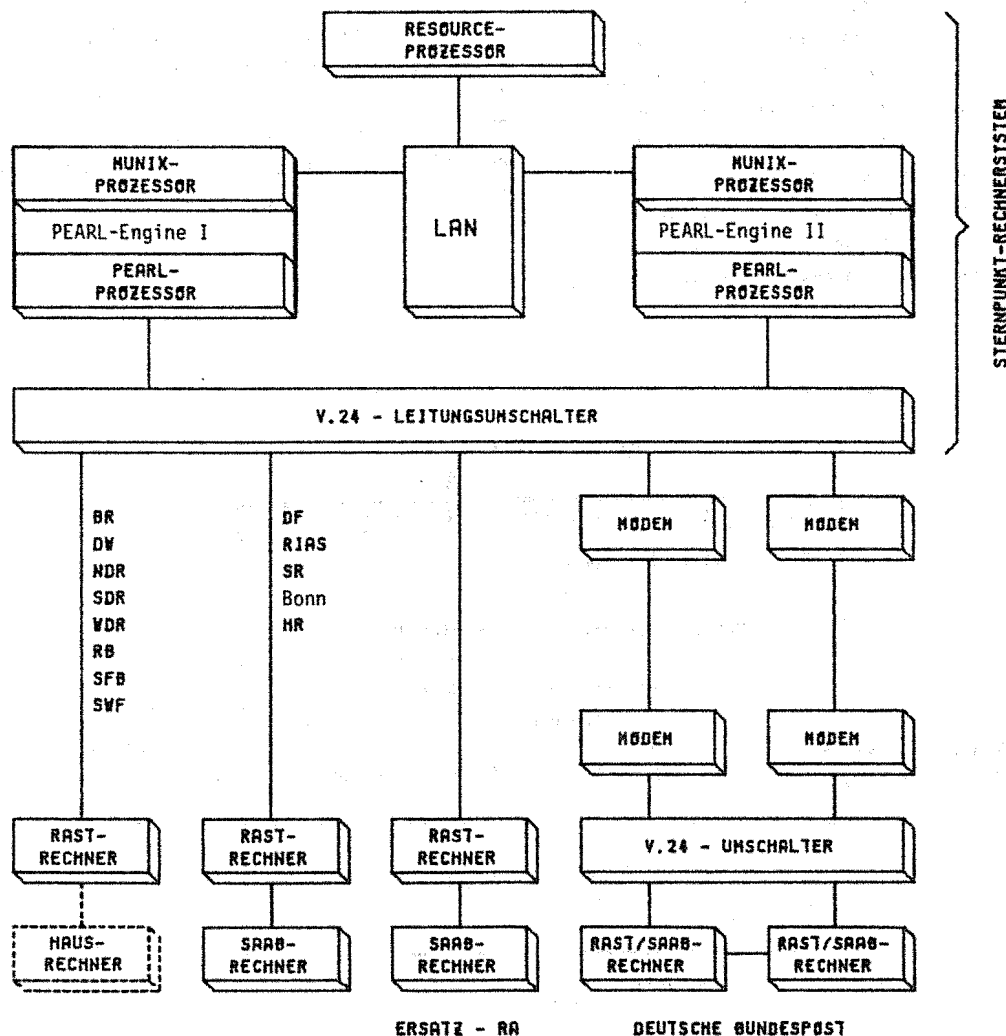 RESOURCE-
PROZESSOR
MUNIX-
PROZESSOR
PEARL-Engine I
PEARL-
PROZESSOR
LAN
MUNIX-
PROZESSOR
PEARL-Engine II
PEARL-
PROZESSOR
STERNPUNKT-RECHNERSTSTEM
V.24 - LEITUNGSUMSCHALTER
BR
DW
NDR
SDR
WDR
RB
SFB
SWF
DF
RIAS
SR
Bonn
HR
MODEM
MODEM
MODEM
MODEM
RAST-
RECHNER
RAST-
RECHNER
RAST-
RECHNER
V.24 - UMSCHALTER
HAUS-
RECHNER
SAAB-
RECHNER
SAAB-
RECHNER
RAST/SAAB-
RECHNER
RAST/SAAB-
RECHNER
ERSATZ - RA
DEUTSCHE BUNDESPOST